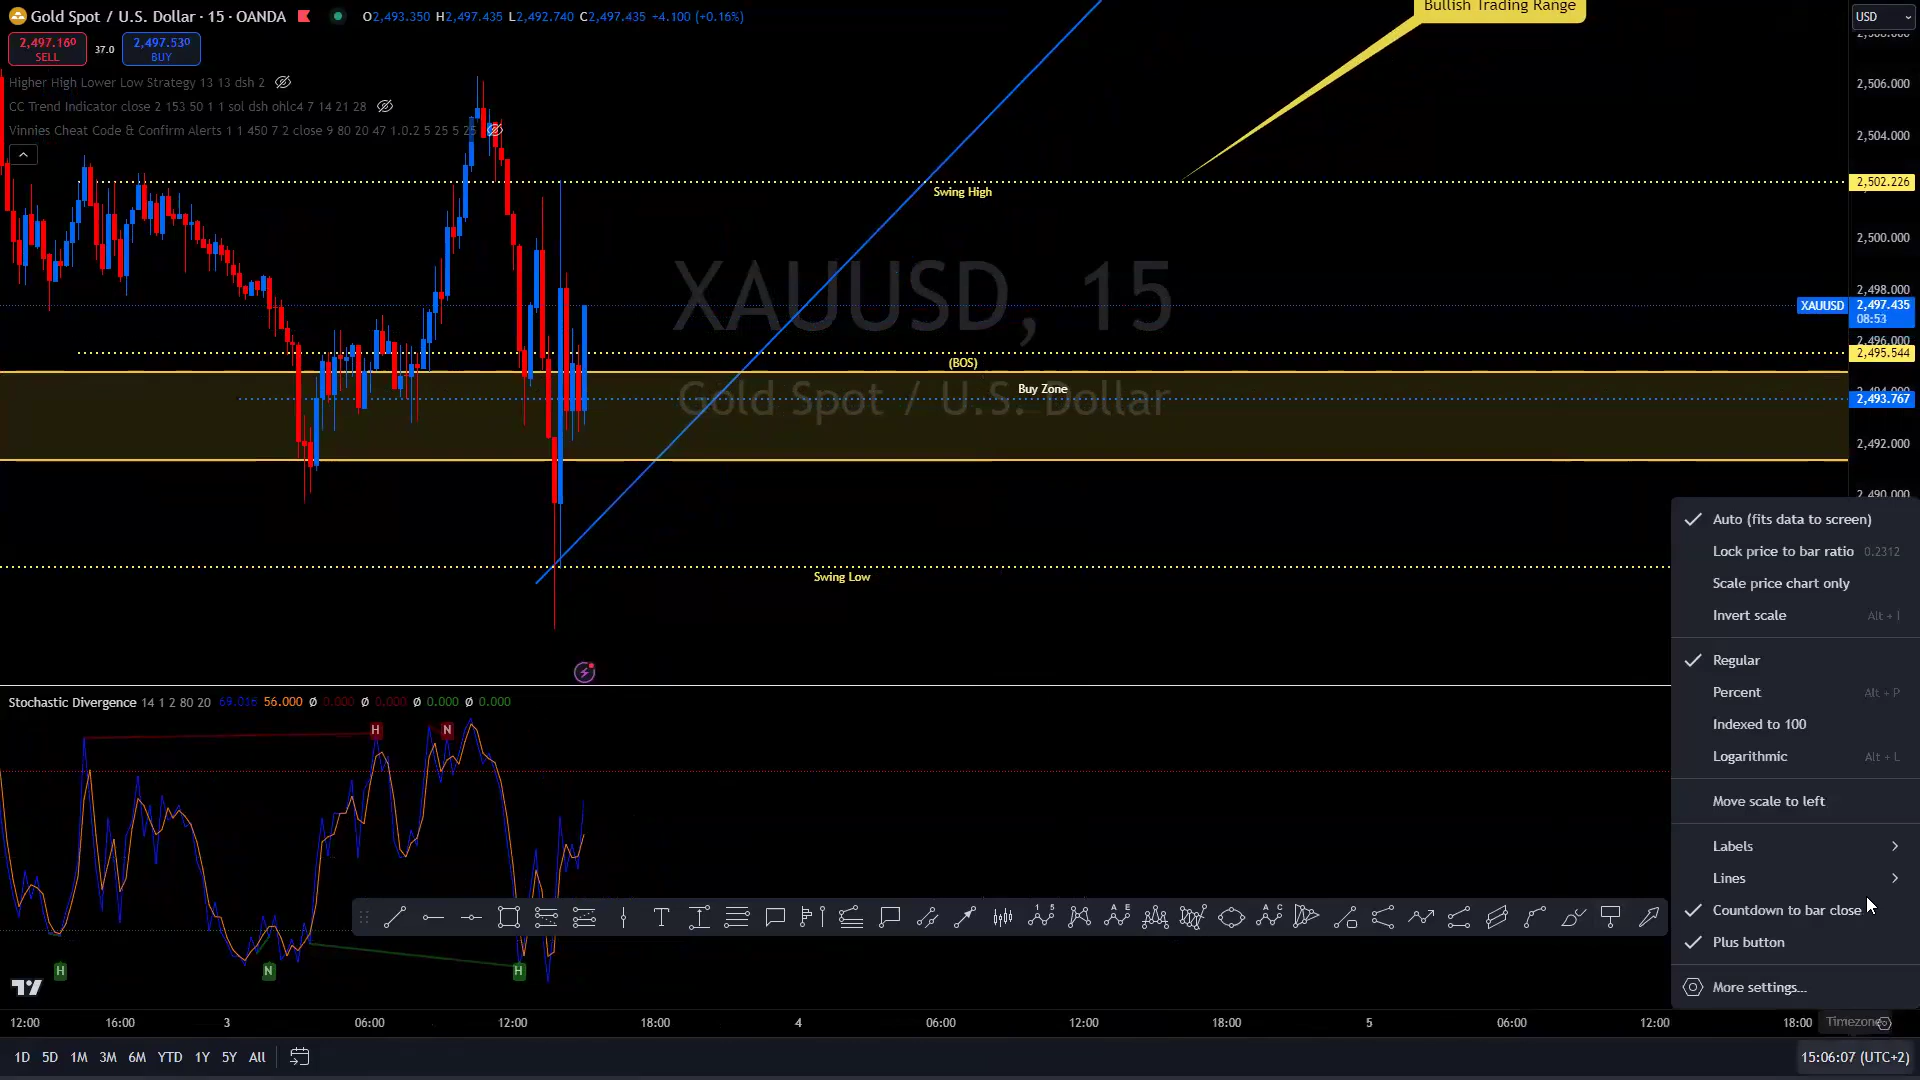 Gold Spot / U.S. Dollar · 15 · OANDA
O2,493.350 H2,497.435 L2,492.740 C2,497.435 +4.100 (+0.16%)
Bullish Trading Range
USD
2,497.160
SELL
37.0
2,497.530
BUY
Higher High Lower Low Strategy 13 13 dsh 2
CC Trend Indicator close 2 153 50 1 1 sol dsh ohlc4 7 14 21 28
Vinnies Cheat Code & Confirm Alerts 1 1 450 7 2 close 9 80 20 47 1.0.2 5 25 5 25
2,506.000
2,504.000
2,502.226
Swing High
2,500.000
XAUUSD, 15
Gold Spot / U.S. Dollar
2,498.000
XAUUSD
2,497.435
08:53
2,496.000
2,495.544
(BOS)
Buy Zone
2,493.767
2,492.000
2,490.000
Swing Low
Auto (fits data to screen)
Lock price to bar ratio 0.2312
Scale price chart only
Invert scale Alt + I
Regular
Percent Alt + P
Indexed to 100
Logarithmic Alt + L
Move scale to left
Labels
Lines
Countdown to bar close
Plus button
More settings...
Stochastic Divergence 14 1 2 80 20 69.016 56.000 Ø 0.000 Ø 0.000 Ø 0.000 Ø 0.000
H
N
H
N
H
12:00 16:00 3 06:00 12:00 18:00 4 06:00 12:00 18:00 5 06:00 12:00 18:00
Timezone
1D 5D 1M 3M 6M YTD 1Y 5Y All
15:06:07 (UTC+2)